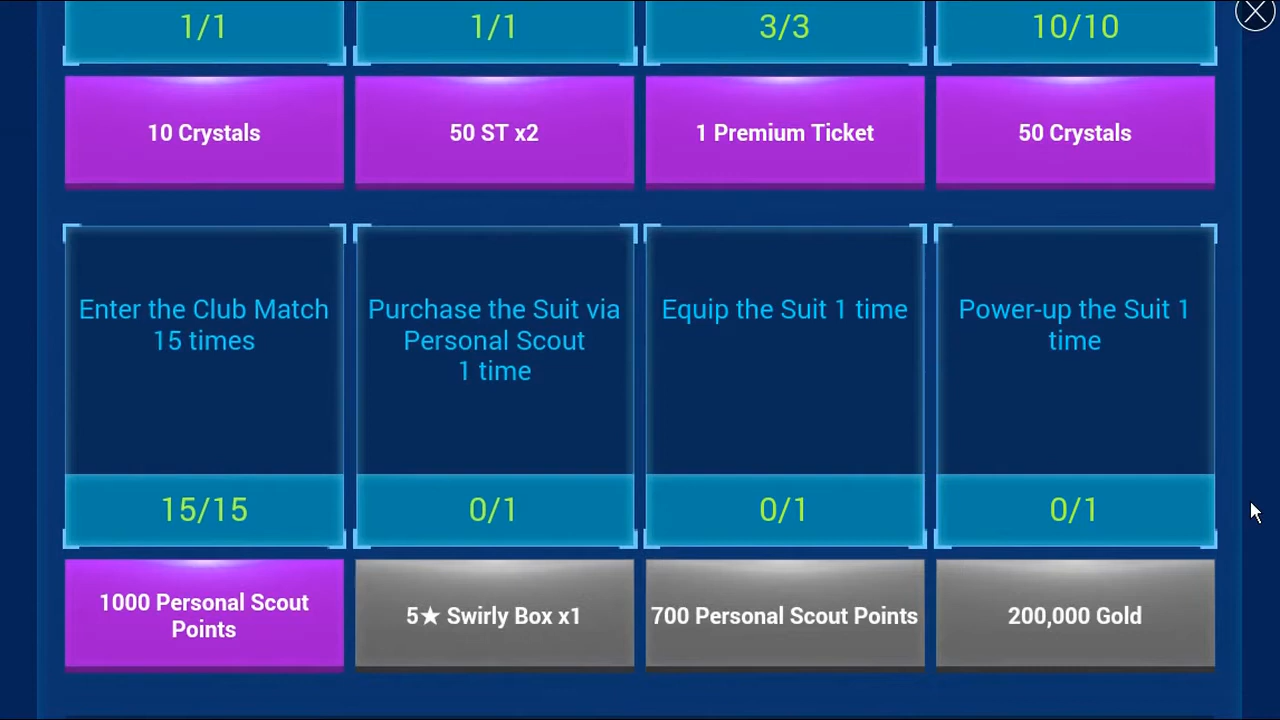 1/1
1/1
3/3
10/10
10 Crystals
50 ST x2
1 Premium Ticket
50 Crystals
Enter the Club Match
15 times
Purchase the Suit via
Personal Scout
1 time
Equip the Suit 1 time
Power-up the Suit 1
time
15/15
0/1
0/1
0/1
1000 Personal Scout
Points
5★ Swirly Box x1
700 Personal Scout Points
200,000 Gold